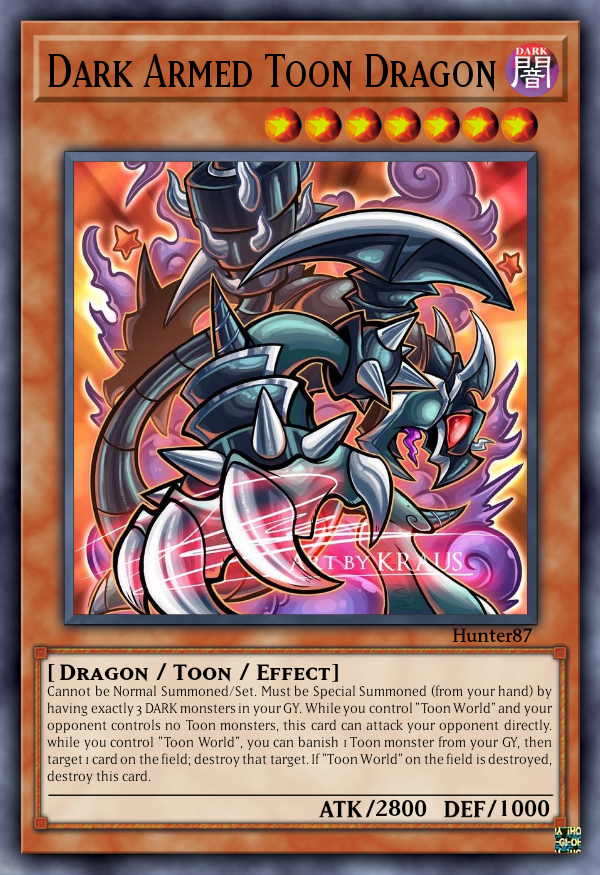 DARK ARMED TOON DRAGON
DARK
闇
ART BY KRAUS
Hunter87
[ DRAGON / TOON / EFFECT ]
Cannot be Normal Summoned/Set. Must be Special Summoned (from your hand) by
having exactly 3 DARK monsters in your GY. While you control "Toon World" and your
opponent controls no Toon monsters, this card can attack your opponent directly.
while you control "Toon World", you can banish 1 Toon monster from your GY, then
target 1 card on the field; destroy that target. If "Toon World" on the field is destroyed,
destroy this card.
ATK/2800 DEF/1000